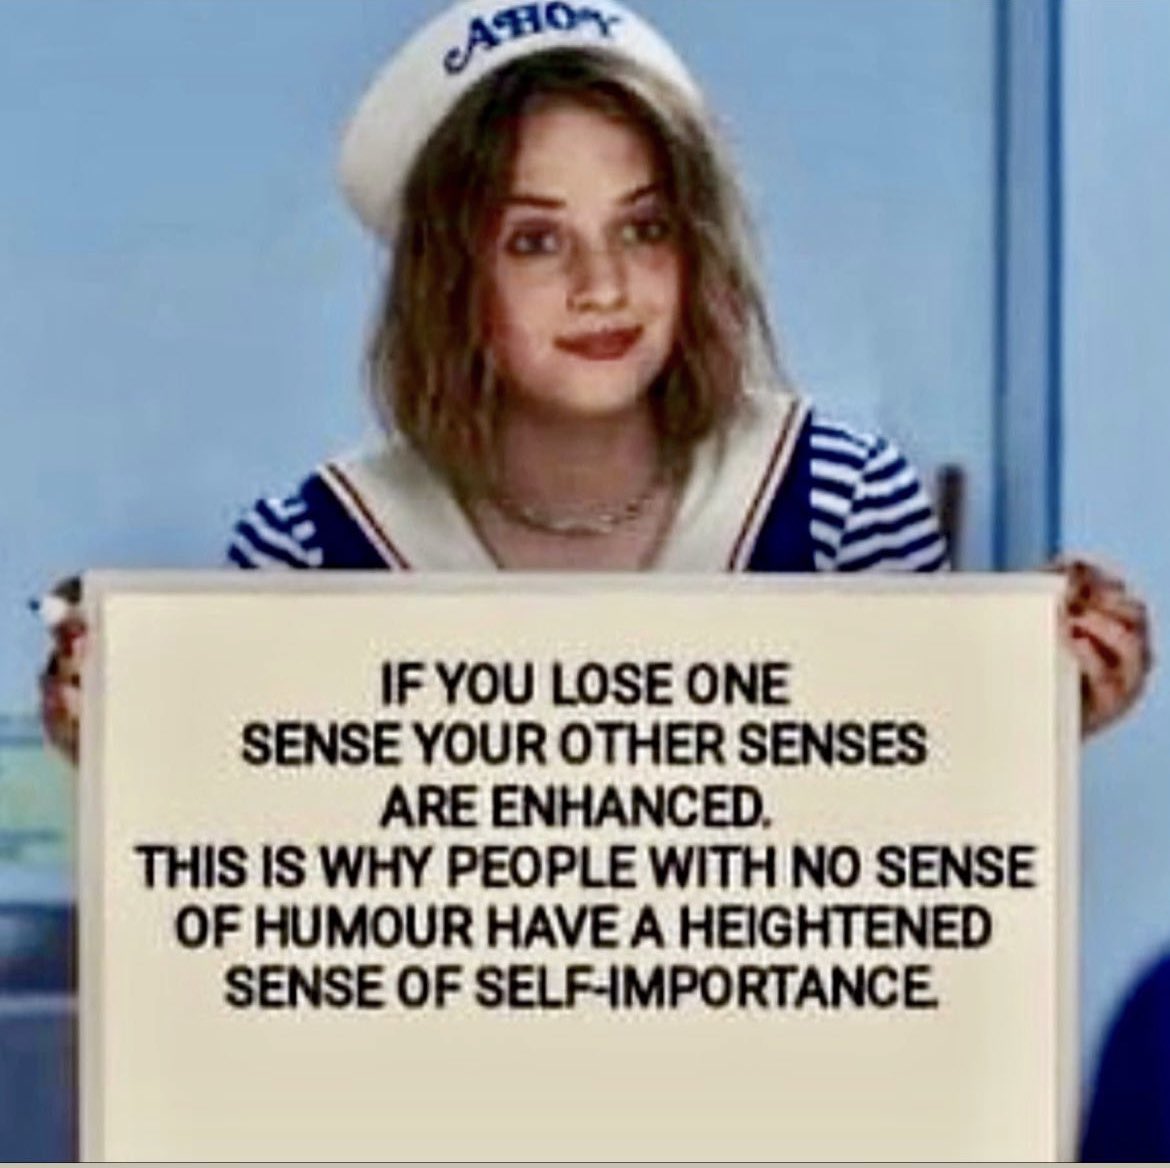 AHOY
IF YOU LOSE ONE
SENSE YOUR OTHER SENSES
ARE ENHANCED.
THIS IS WHY PEOPLE WITH NO SENSE
OF HUMOUR HAVE A HEIGHTENED
SENSE OF SELF-IMPORTANCE.